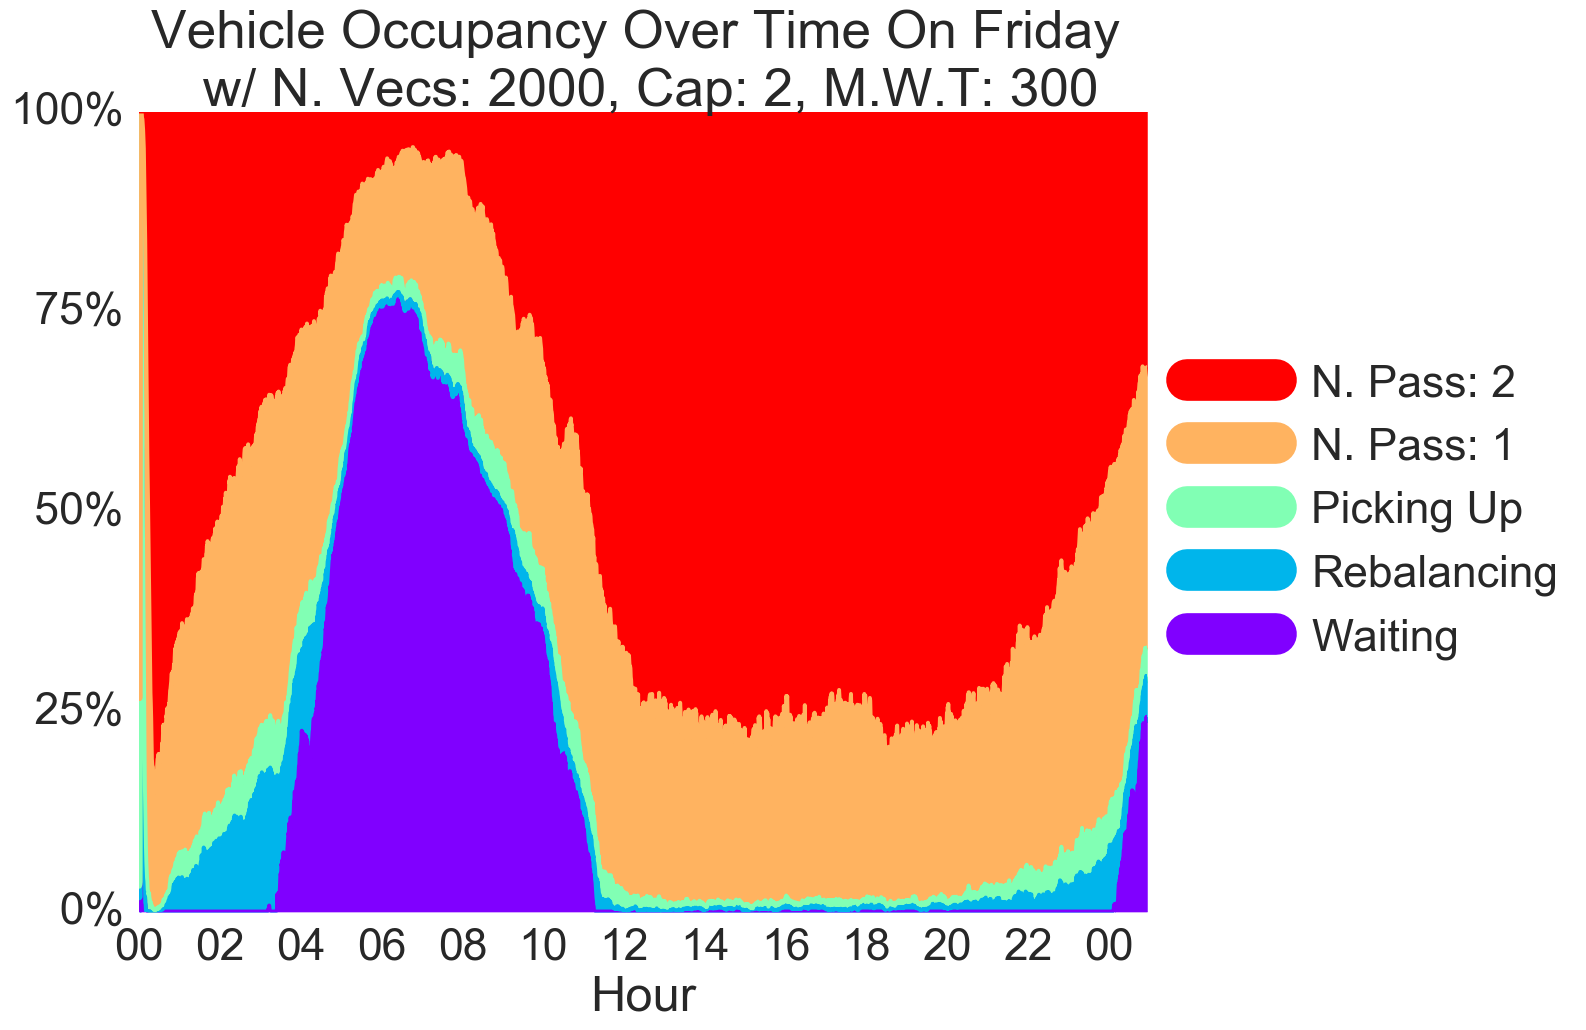 Vehicle Occupancy Over Time On Friday
w/ N. Vecs: 2000, Cap: 2, M.W.T: 300
100%
75%
50%
25%
0%
00 02 04 06 08 10 12 14 16 18 20 22 00
Hour
N. Pass: 2
N. Pass: 1
Picking Up
Rebalancing
Waiting